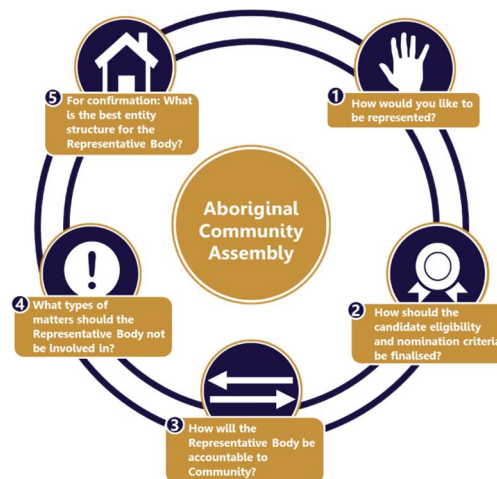 Aboriginal
Community
Assembly
1
How would you like to
be represented?
2
How should the
candidate eligibility
and nomination criteria
be finalised?
3
How will the
Representative Body be
accountable to
Community?
4
What types of
matters should the
Representative Body not
be involved in?
5
For confirmation: What
is the best entity
structure for the
Representative Body?